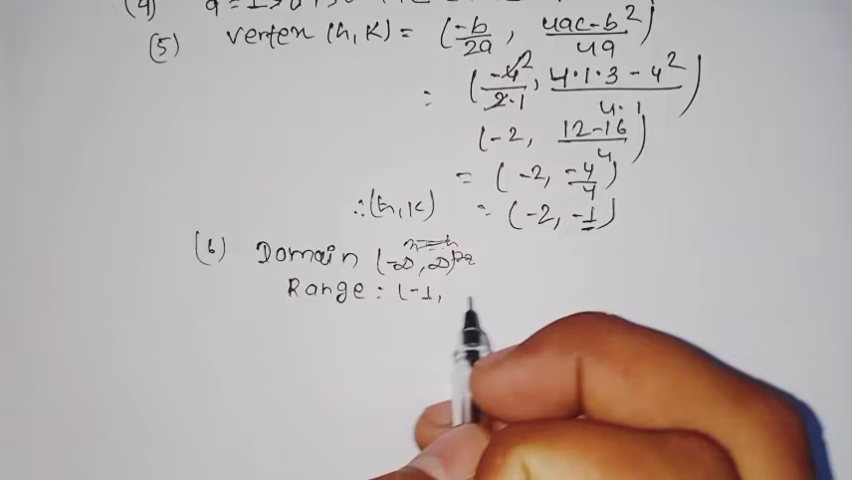 (5) vertex (h, K) = (-b/2a, 4ac-b²/4a)
= (-4²/2·1, 4·1·3-4²/4·1)
(-2, 12-16/4)
= (-2, -4/4)
∴(h, K) = (-2, -1)
(6) Domain (-∞, ∞)
Range: (-1,